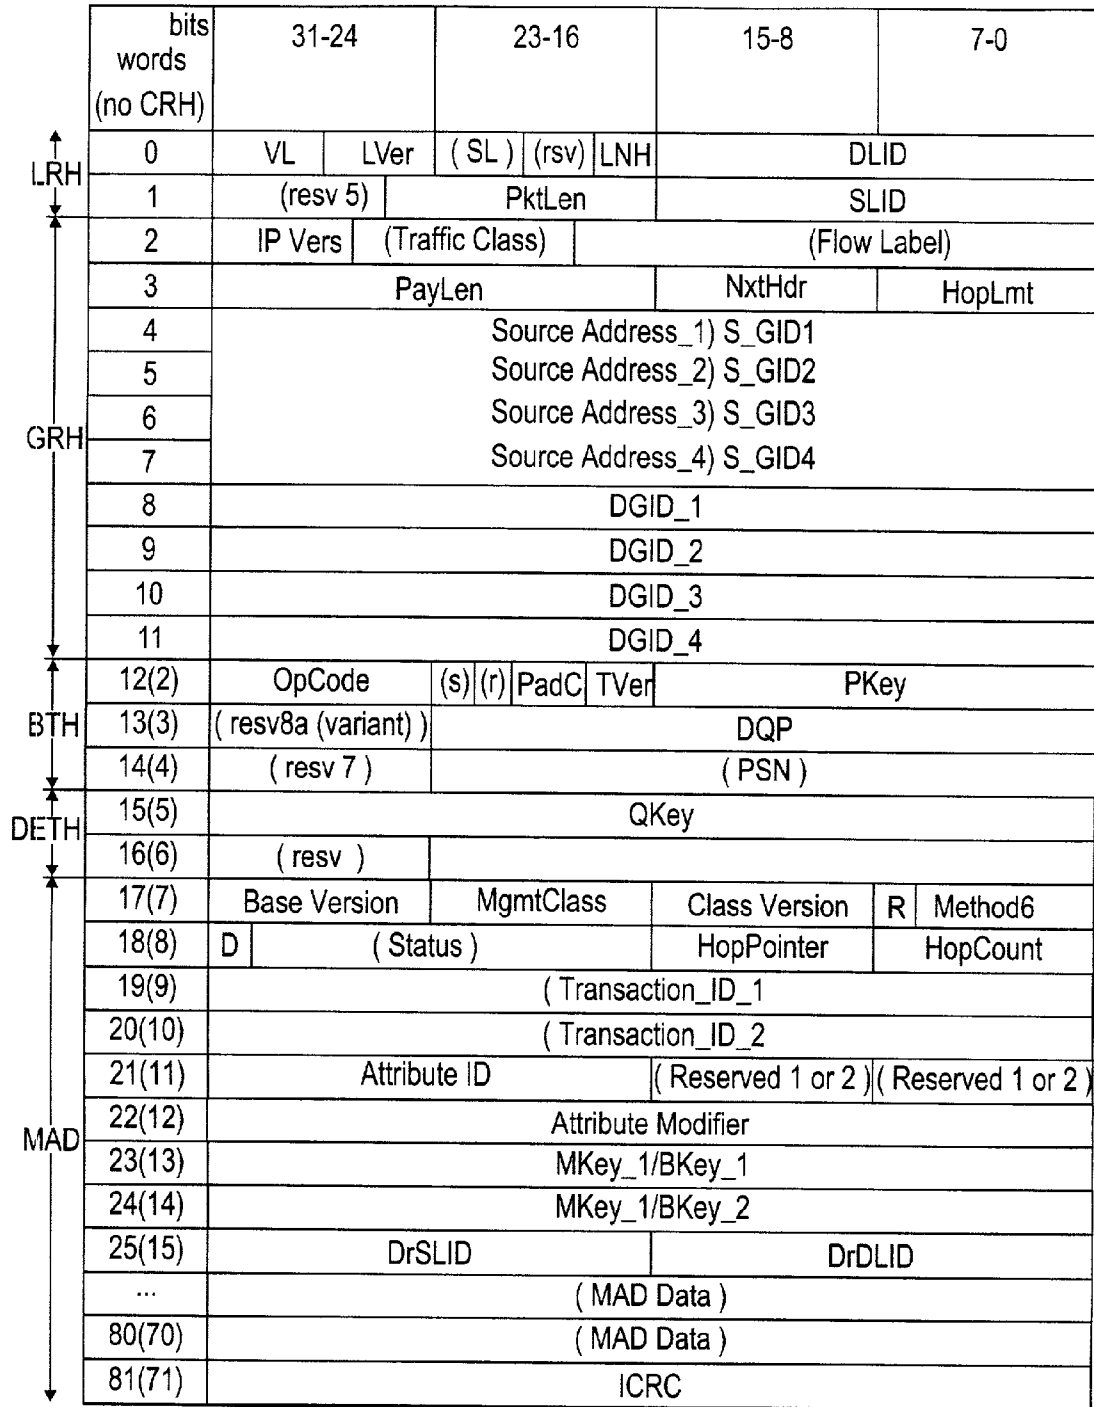 bits 31-24 23-16 15-8 7-0
words
(no CRH)
0 VL LVer ( SL ) (rsv) LNH DLID
LRH
1 (resv 5) PktLen SLID
2 IP Vers (Traffic Class) (Flow Label)
3 PayLen NxtHdr HopLmt
4 Source Address_1) S_GID1
5 Source Address_2) S_GID2
6 Source Address_3) S_GID3
GRH
7 Source Address_4) S_GID4
8 DGID_1
9 DGID_2
10 DGID_3
11 DGID_4
12(2) OpCode (s) (r) PadC TVer PKey
BTH 13(3) ( resv8a (variant) ) DQP
14(4) ( resv 7 ) ( PSN )
15(5) QKey
DETH
16(6) ( resv )
17(7) Base Version MgmtClass Class Version R Method6
18(8) D ( Status ) HopPointer HopCount
19(9) ( Transaction_ID_1
20(10) ( Transaction_ID_2
21(11) Attribute ID ( Reserved 1 or 2 ) ( Reserved 1 or 2 )
22(12) Attribute Modifier
MAD
23(13) MKey_1/BKey_1
24(14) MKey_1/BKey_2
25(15) DrSLID DrDLID
... ( MAD Data )
80(70) ( MAD Data )
81(71) ICRC